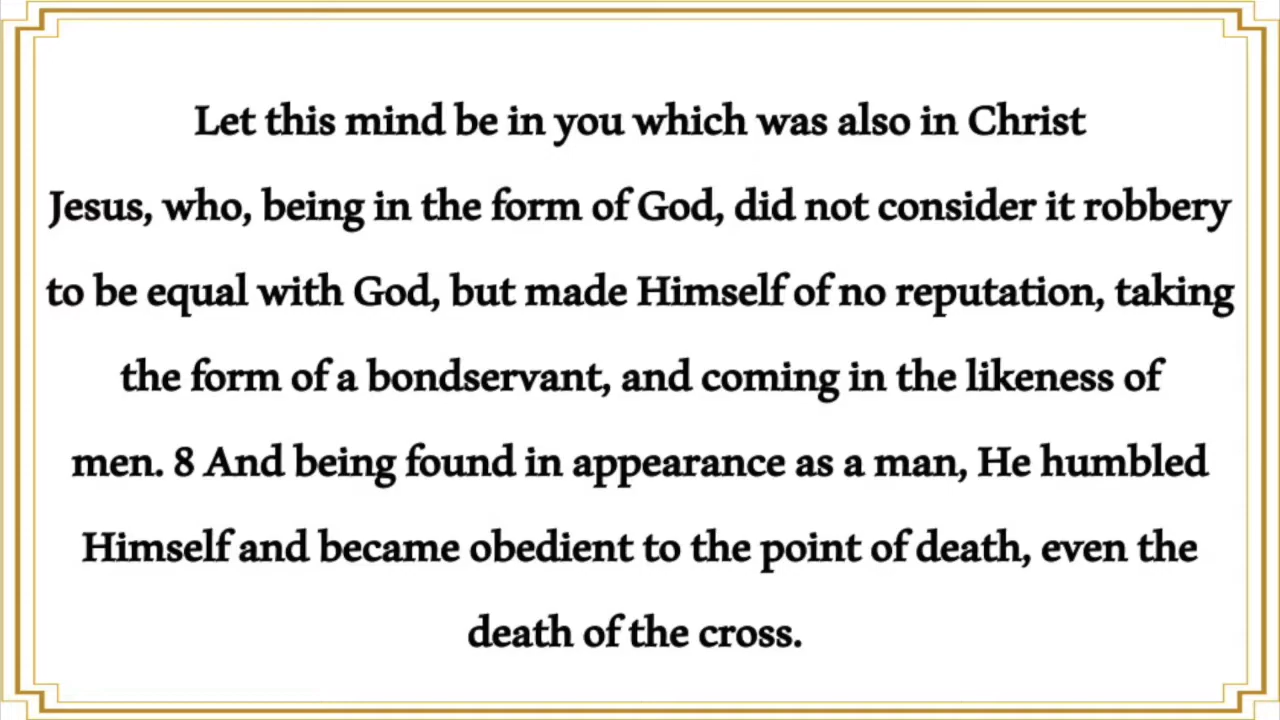 Let this mind be in you which was also in Christ
Jesus, who, being in the form of God, did not consider it robbery
to be equal with God, but made Himself of no reputation, taking
the form of a bondservant, and coming in the likeness of
men. 8 And being found in appearance as a man, He humbled
Himself and became obedient to the point of death, even the
death of the cross.